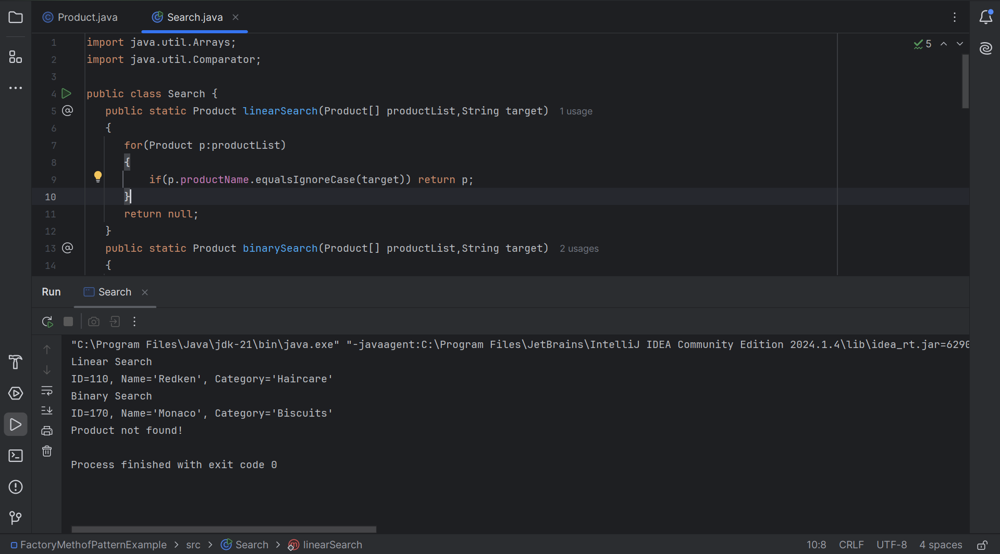 Product.java
Search.java
5
1 import java.util.Arrays;
2 import java.util.Comparator;
3
4 public class Search {
5 public static Product linearSearch(Product[] productList,String target) 1 usage
6 {
7 for(Product p:productList)
8 {
9 if(p.productName.equalsIgnoreCase(target)) return p;
10 }
11 return null;
12 }
13 public static Product binarySearch(Product[] productList,String target) 2 usages
14 {
Run Search
"C:\Program Files\Java\jdk-21\bin\java.exe" "-javaagent:C:\Program Files\JetBrains\IntelliJ IDEA Community Edition 2024.1.4\lib\idea_rt.jar=6290
Linear Search
ID=110, Name='Redken', Category='Haircare'
Binary Search
ID=170, Name='Monaco', Category='Biscuits'
Product not found!
Process finished with exit code 0
FactoryMethofPatternExample > src > Search > linearSearch
10:8 CRLF UTF-8 4 spaces